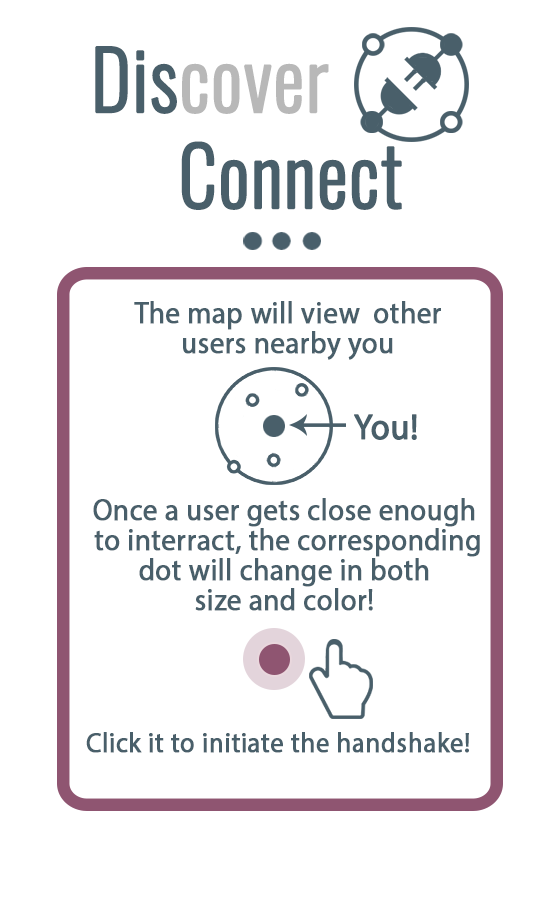 Discover
Connect
The map will view  other
users nearby you
You!
Once a user gets close enough
to interract, the corresponding
dot will change in both
size and color!
Click it to initiate the handshake!